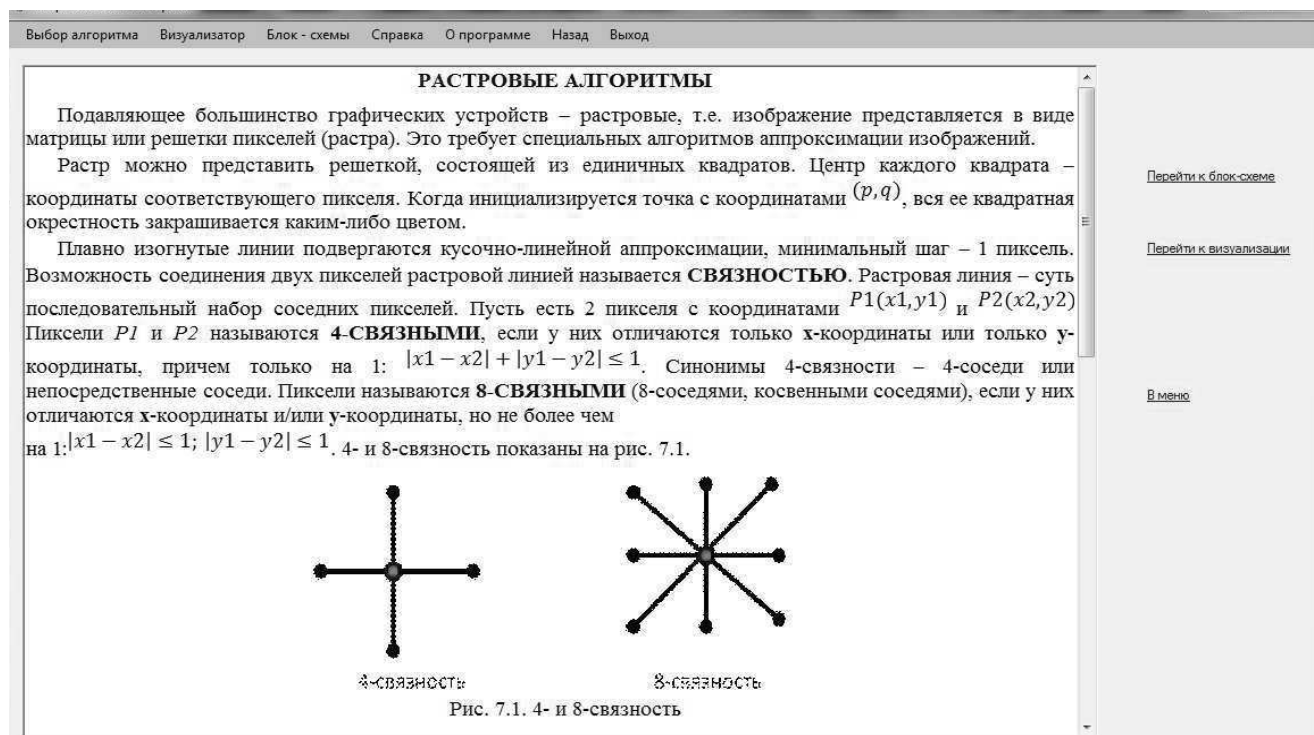 Выбор алгоритма Визуализатор Блок - схемы Справка О программе Назад Выход
РАСТРОВЫЕ АЛГОРИТМЫ
Подавляющее большинство графических устройств – растровые, т.е. изображение представляется в виде
матрицы или решетки пикселей (растра). Это требует специальных алгоритмов аппроксимации изображений.
Растр можно представить решеткой, состоящей из единичных квадратов. Центр каждого квадрата –
координаты соответствующего пикселя. Когда инициализируется точка с координатами (p,q), вся ее квадратная
окрестность закрашивается каким-либо цветом.
Плавно изогнутые линии подвергаются кусочно-линейной аппроксимации, минимальный шаг – 1 пиксель.
Возможность соединения двух пикселей растровой линией называется СВЯЗНОСТЬЮ. Растровая линия – суть
последовательный набор соседних пикселей. Пусть есть 2 пикселя с координатами P1(x1,y1) и P2(x2,y2)
Пиксели P1 и P2 называются 4-СВЯЗНЫМИ, если у них отличаются только x-координаты или только y-
координаты, причем только на 1: |x1 − x2| + |y1 − y2| ≤ 1. Синонимы 4-связности – 4-соседи или
непосредственные соседи. Пиксели называются 8-СВЯЗНЫМИ (8-соседями, косвенными соседями), если у них
отличаются x-координаты и/или y-координаты, но не более чем
на 1:|x1 − x2| ≤ 1; |y1 − y2| ≤ 1. 4- и 8-связность показаны на рис. 7.1.
4-связность 8-связность
Рис. 7.1. 4- и 8-связность
Перейти к блок-схеме
Перейти к визуализации
В меню